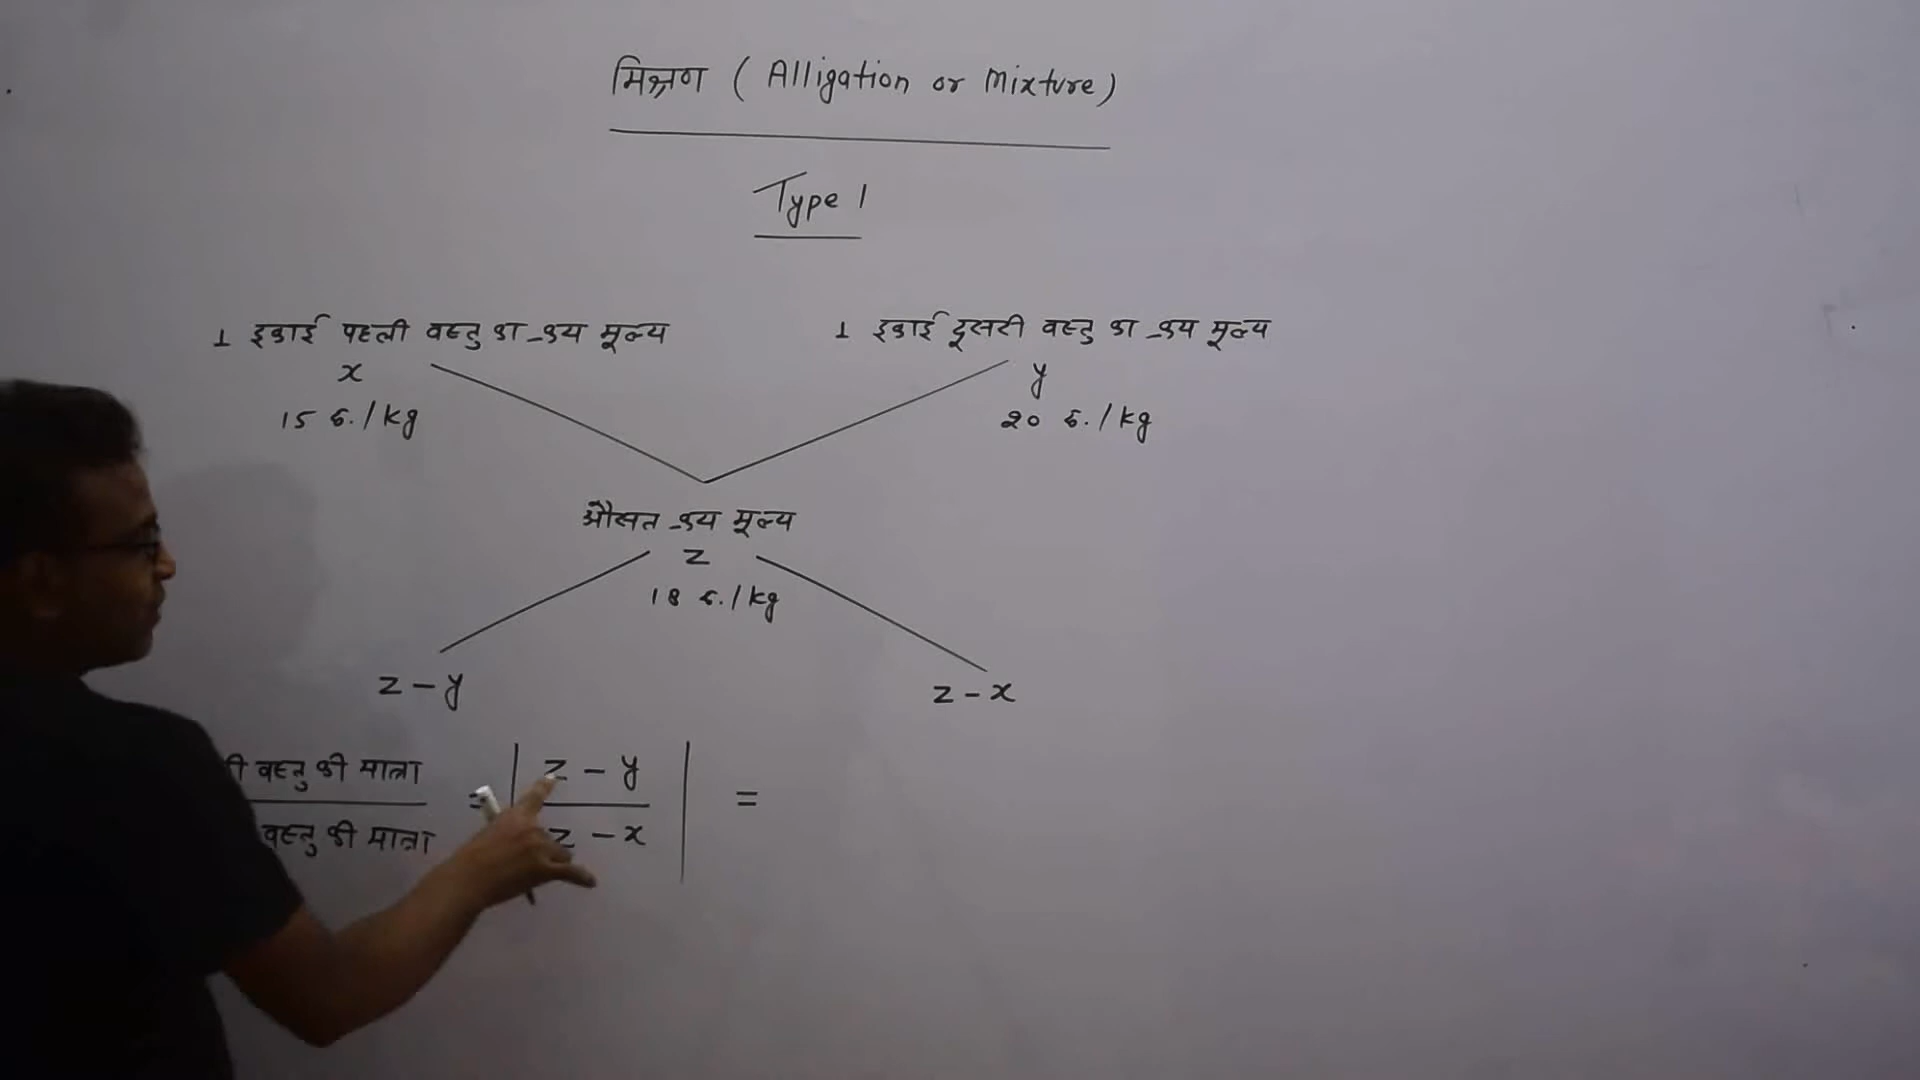 मिश्रण ( Alligation or Mixture )
Type 1
1 इकाई पहली वस्तु का क्रय मूल्य
1 इकाई दूसरी वस्तु का क्रय मूल्य
x
y
15 रु. / kg
20 रु. / kg
औसत क्रय मूल्य
z
18 रु. / kg
z - y
z - x
वस्तु की मात्रा
वस्तु की मात्रा
= | z - y
z - x | =